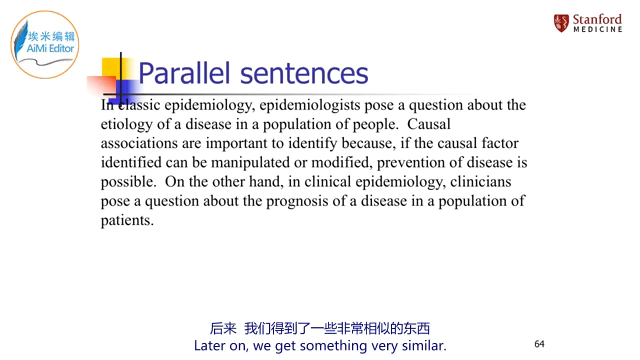 埃米编辑
AiMi Editor
Stanford
MEDICINE
Parallel sentences
In classic epidemiology, epidemiologists pose a question about the
etiology of a disease in a population of people.  Causal
associations are important to identify because, if the causal factor
identified can be manipulated or modified, prevention of disease is
possible.  On the other hand, in clinical epidemiology, clinicians
pose a question about the prognosis of a disease in a population of
patients.
后来  我们得到了一些非常相似的东西
Later on, we get something very similar.
64